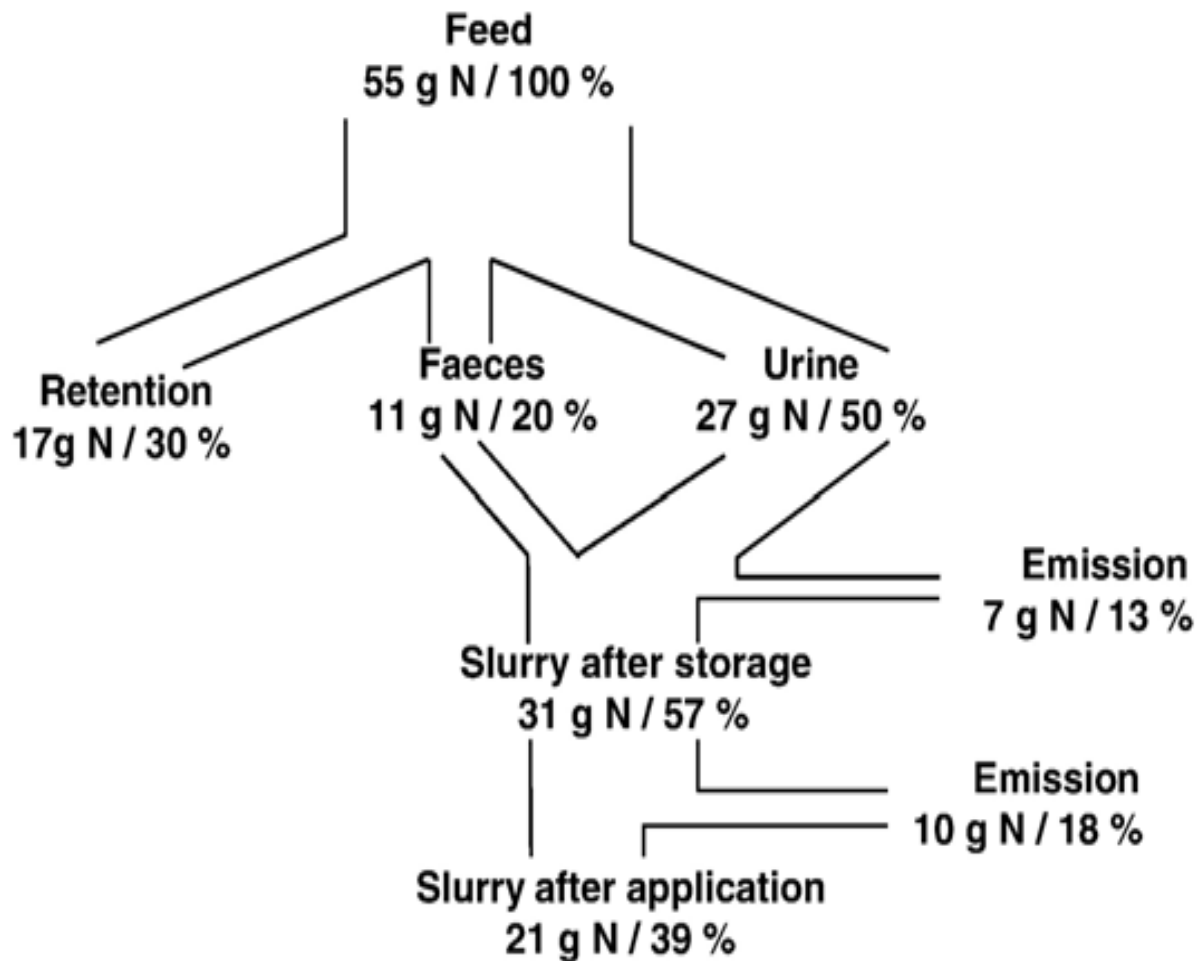 Feed
55 g N / 100 %
Retention
17g N / 30 %
Faeces
11 g N / 20 %
Urine
27 g N / 50 %
Emission
7 g N / 13 %
Slurry after storage
31 g N / 57 %
Emission
10 g N / 18 %
Slurry after application
21 g N / 39 %